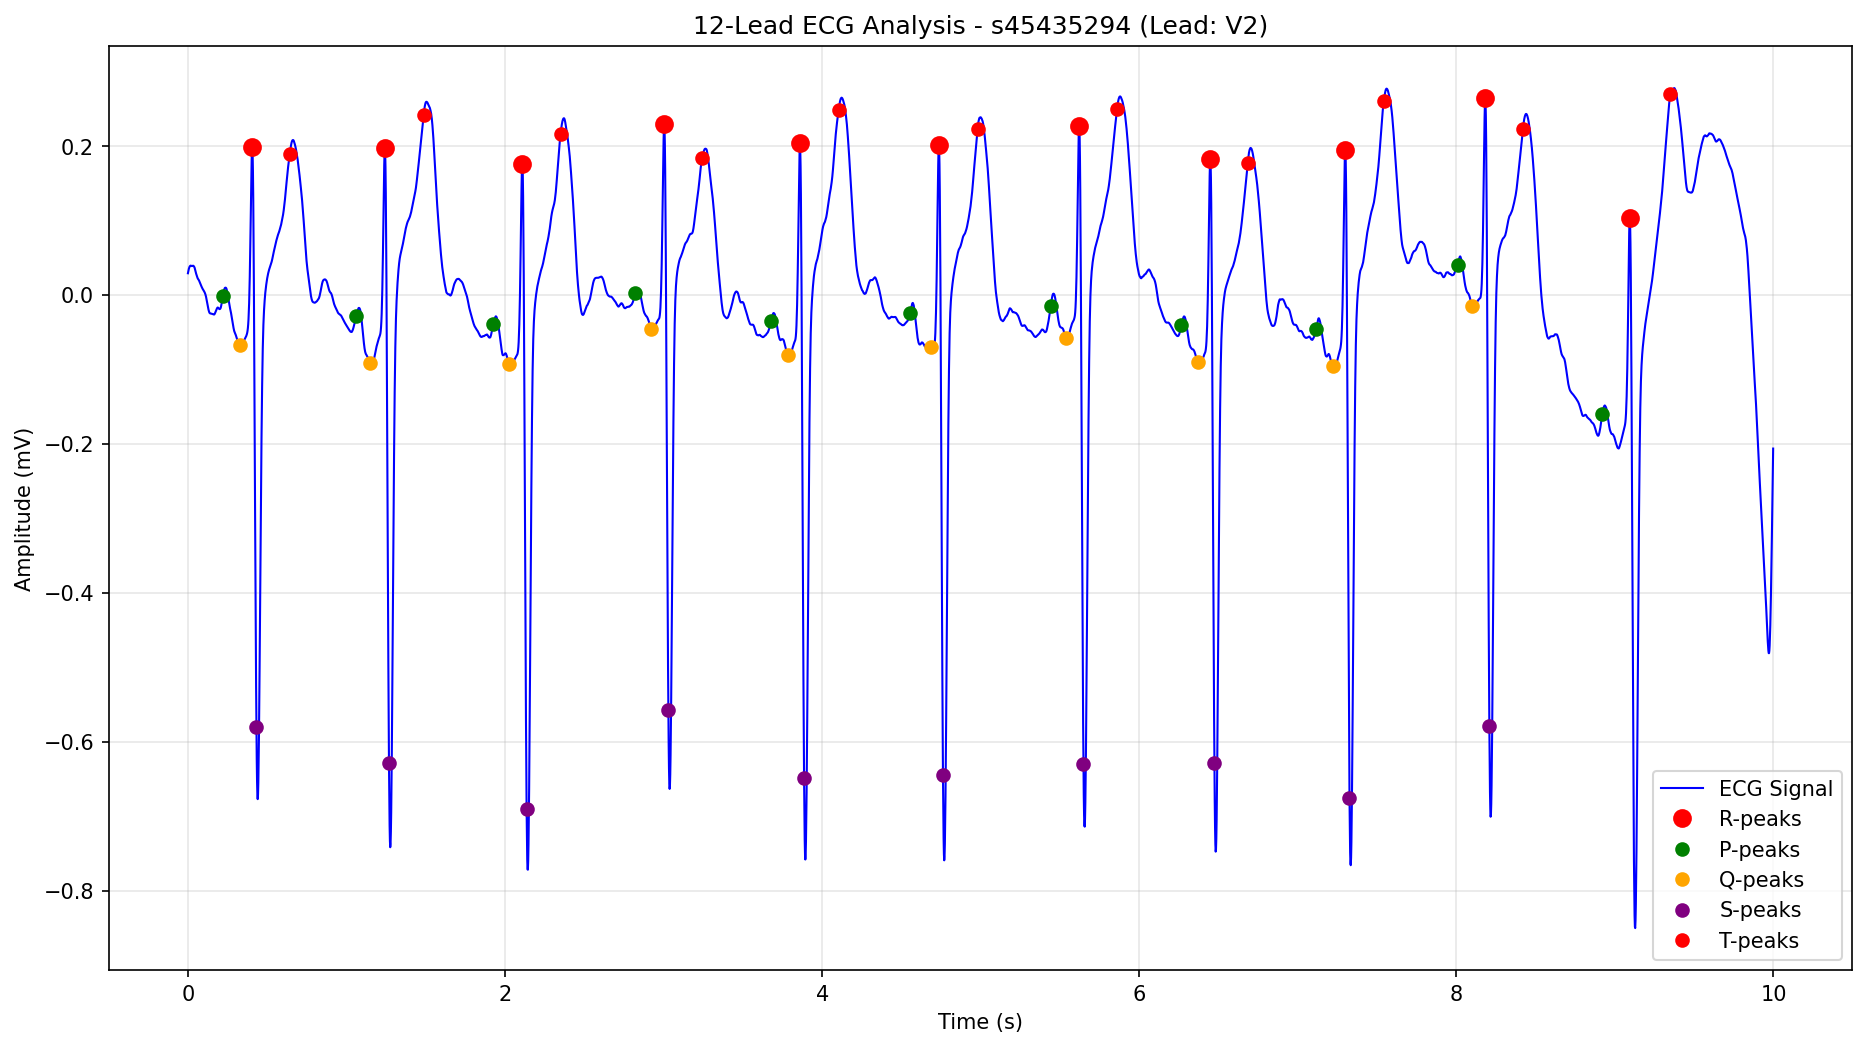 12-Lead ECG Analysis - s45435294 (Lead: V2)
Amplitude (mV)
0.2
0.0
−0.2
−0.4
−0.6
−0.8
0 2 4 6 8 10
Time (s)
ECG Signal
R-peaks
P-peaks
Q-peaks
S-peaks
T-peaks